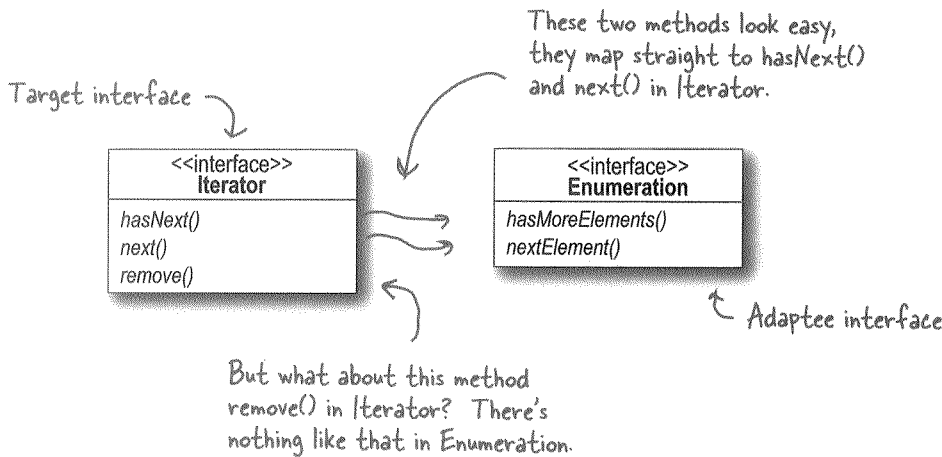 These two methods look easy,
they map straight to hasNext()
and next() in Iterator.
Target interface
<<interface>>
Iterator
hasNext()
next()
remove()
<<interface>>
Enumeration
hasMoreElements()
nextElement()
Adaptee interface
But what about this method
remove() in Iterator? There's
nothing like that in Enumeration.